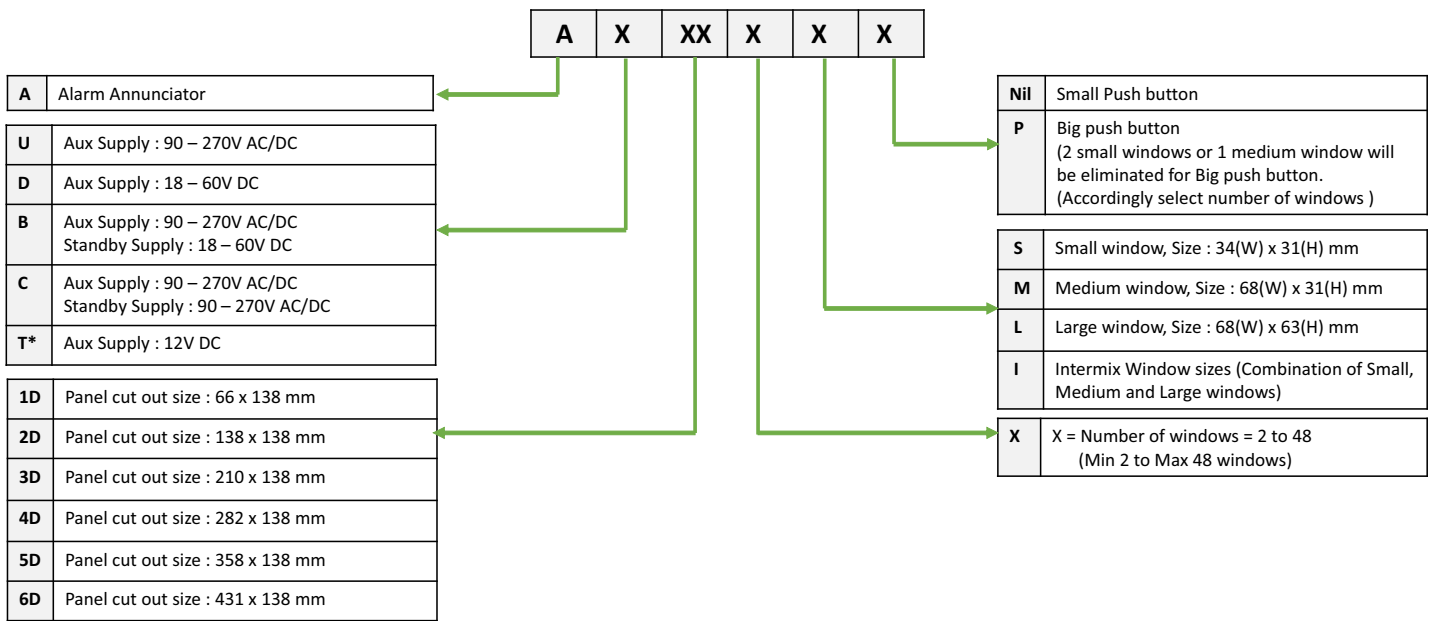 A X XX X X X
A Alarm Annunciator
U Aux Supply : 90 – 270V AC/DC
D Aux Supply : 18 – 60V DC
B Aux Supply : 90 – 270V AC/DC
Standby Supply : 18 – 60V DC
C Aux Supply : 90 – 270V AC/DC
Standby Supply : 90 – 270V AC/DC
T* Aux Supply : 12V DC
1D Panel cut out size : 66 x 138 mm
2D Panel cut out size : 138 x 138 mm
3D Panel cut out size : 210 x 138 mm
4D Panel cut out size : 282 x 138 mm
5D Panel cut out size : 358 x 138 mm
6D Panel cut out size : 431 x 138 mm
Nil Small Push button
P Big push button
(2 small windows or 1 medium window will
be eliminated for Big push button.
(Accordingly select number of windows )
S Small window, Size : 34(W) x 31(H) mm
M Medium window, Size : 68(W) x 31(H) mm
L Large window, Size : 68(W) x 63(H) mm
I Intermix Window sizes (Combination of Small,
Medium and Large windows)
X X = Number of windows = 2 to 48
(Min 2 to Max 48 windows)